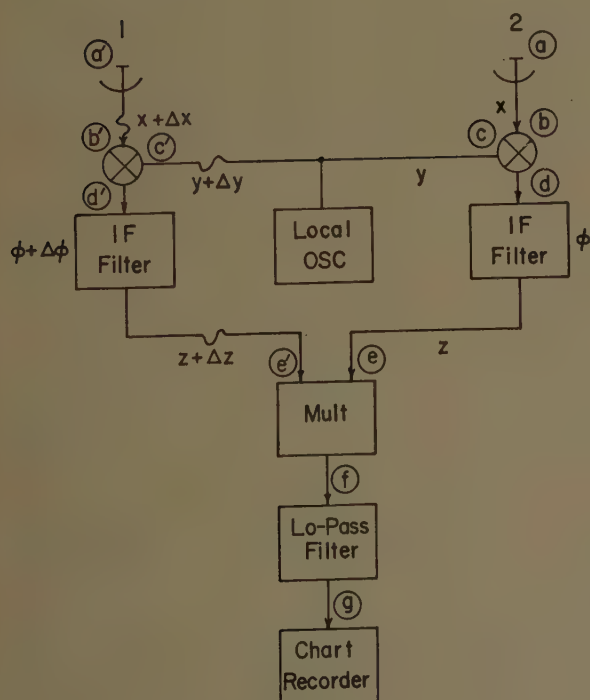 1
2
a'
a
x
x + Δx
b'
c'
c
b
y + Δy
y
d'
d
ϕ + Δϕ
IF
Filter
Local
OSC
IF
Filter
ϕ
z + Δz
z
e'
e
Mult
f
Lo-Pass
Filter
g
Chart
Recorder